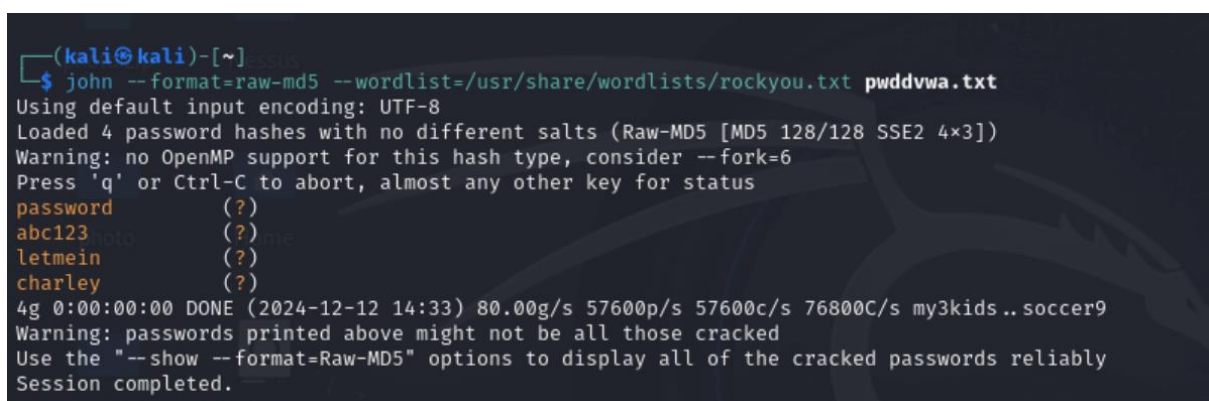 ┌──(kali㉿kali)-[~]
└─$ john --format=raw-md5 --wordlist=/usr/share/wordlists/rockyou.txt pwddvwa.txt
Using default input encoding: UTF-8
Loaded 4 password hashes with no different salts (Raw-MD5 [MD5 128/128 SSE2 4×3])
Warning: no OpenMP support for this hash type, consider --fork=6
Press 'q' or Ctrl-C to abort, almost any other key for status
password         (?)
abc123           (?)
letmein          (?)
charley          (?)
4g 0:00:00:00 DONE (2024-12-12 14:33) 80.00g/s 57600p/s 57600c/s 76800C/s my3kids..soccer9
Warning: passwords printed above might not be all those cracked
Use the "--show --format=Raw-MD5" options to display all of the cracked passwords reliably
Session completed.